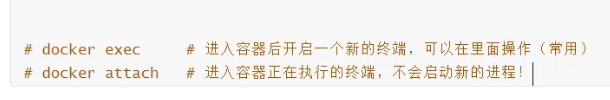 # docker exec # 进入容器后开启一个新的终端，可以在里面操作（常用）
# docker attach # 进入容器正在执行的终端，不会启动新的进程！